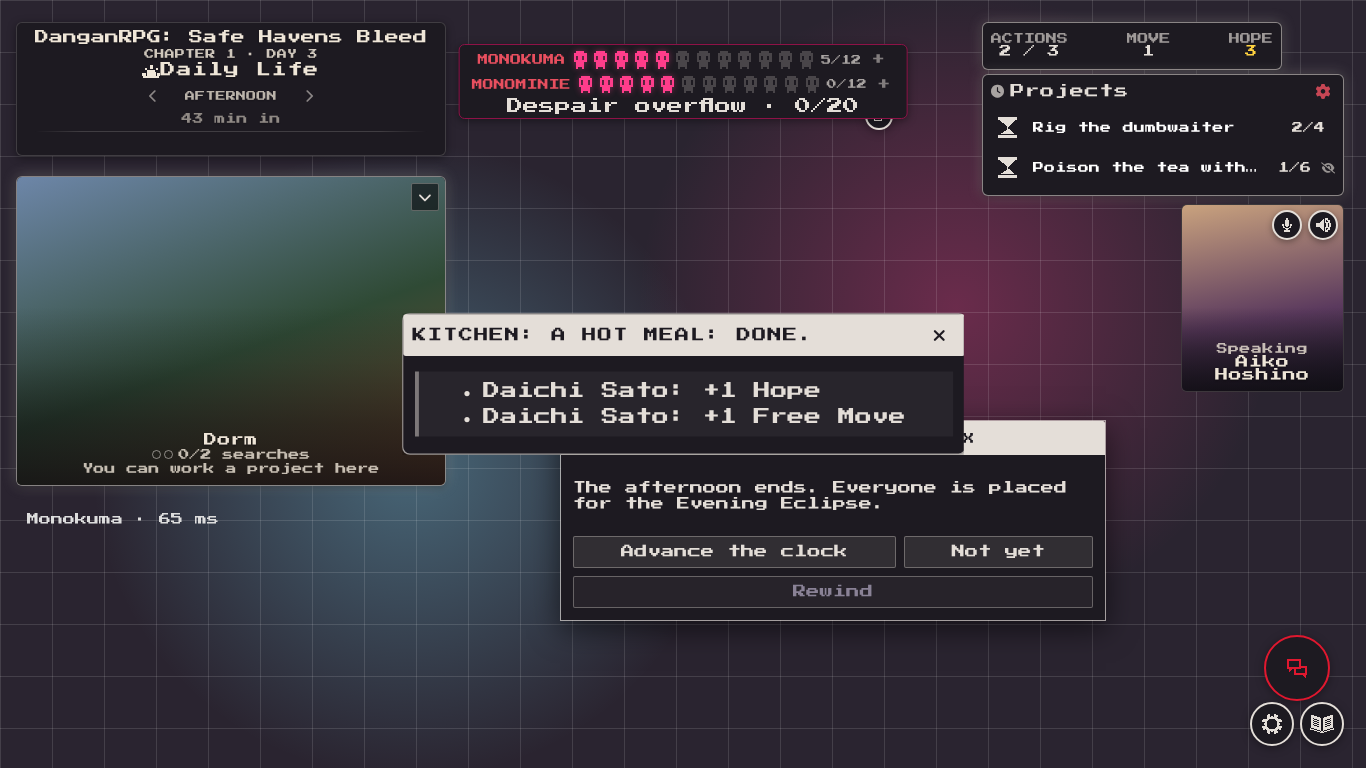 DanganRPG: Safe Havens Bleed
CHAPTER 1 · DAY 3
Daily Life
AFTERNOON
43 min in
MONOKUMA 5/12 +
MONOMINIE 0/12 +
Despair overflow · 0/20
ACTIONS MOVE HOPE
2 / 3 1 3
Projects
Rig the dumbwaiter 2/4
Poison the tea with… 1/6
Speaking
Aiko
Hoshino
Dorm
0/2 searches
You can work a project here
Monokuma · 65 ms
KITCHEN: A HOT MEAL: DONE. ×
• Daichi Sato: +1 Hope
• Daichi Sato: +1 Free Move
The afternoon ends. Everyone is placed
for the Evening Eclipse.
Advance the clock Not yet
Rewind